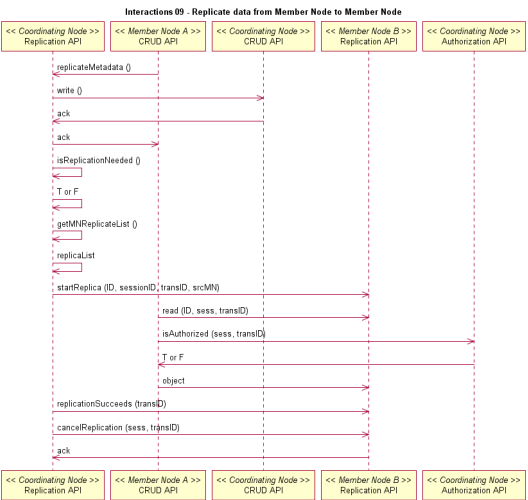 Interactions 09 - Replicate data from Member Node to Member Node
<< Coordinating Node >> << Member Node A >> << Coordinating Node >> << Member Node B >> << Coordinating Node >>
Replication API CRUD API CRUD API Replication API Authorization API
replicateMetadata ()
write ()
ack
ack
isReplicationNeeded ()
T or F
getMNReplicateList ()
replicaList
startReplica (ID, sessionID, transID, srcMN)
read (ID, sess, transID)
isAuthorized (sess, transID)
T or F
object
replicationSucceeds (transID)
cancelReplication (sess, transID)
ack
<< Coordinating Node >> << Member Node A >> << Coordinating Node >> << Member Node B >> << Coordinating Node >>
Replication API CRUD API CRUD API Replication API Authorization API